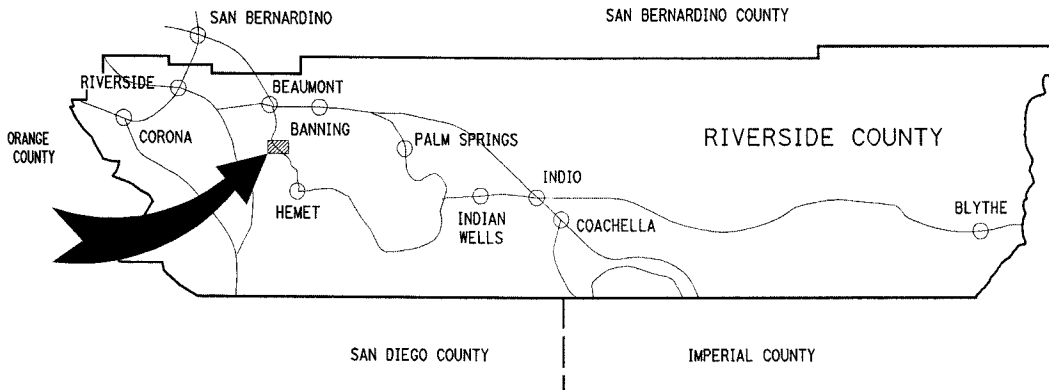 SAN BERNARDINO
SAN BERNARDINO COUNTY
RIVERSIDE
BEAUMONT
ORANGE
COUNTY
CORONA
BANNING
PALM SPRINGS
RIVERSIDE COUNTY
HEMET
INDIO
INDIAN
WELLS
COACHELLA
BLYTHE
SAN DIEGO COUNTY
IMPERIAL COUNTY